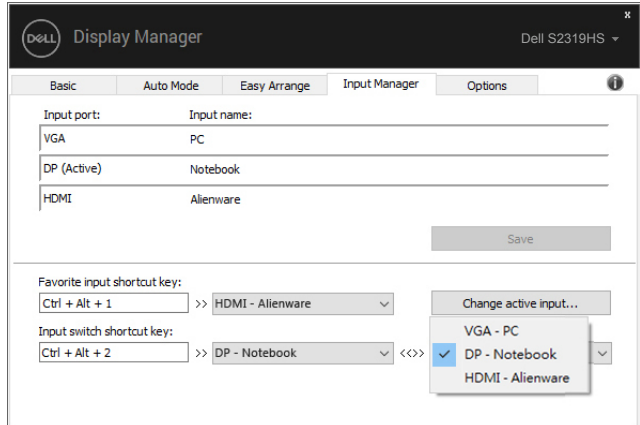 x
DELL Display Manager Dell S2319HS
Basic Auto Mode Easy Arrange Input Manager Options i
Input port: Input name:
VGA PC
DP (Active) Notebook
HDMI Alienware
Save
Favorite input shortcut key:
Ctrl + Alt + 1 >> HDMI - Alienware Change active input...
Input switch shortcut key:
Ctrl + Alt + 2 >> DP - Notebook <<>>
VGA - PC
DP - Notebook
HDMI - Alienware